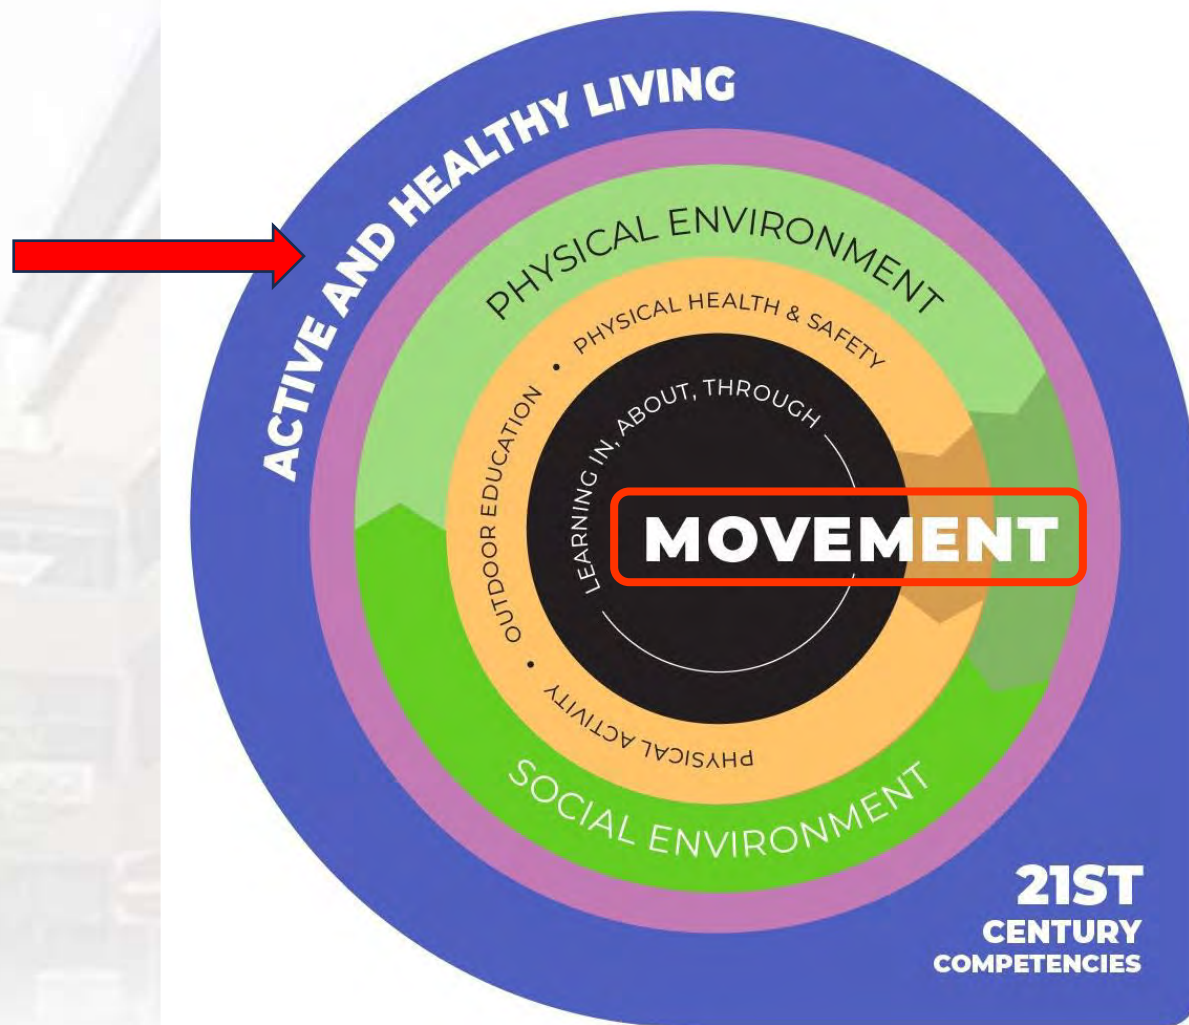 ACTIVE AND HEALTHY LIVING
PHYSICAL ENVIRONMENT
PHYSICAL HEALTH & SAFETY
OUTDOOR EDUCATION
PHYSICAL ACTIVITY
LEARNING IN, ABOUT, THROUGH
MOVEMENT
SOCIAL ENVIRONMENT
21ST
CENTURY
COMPETENCIES